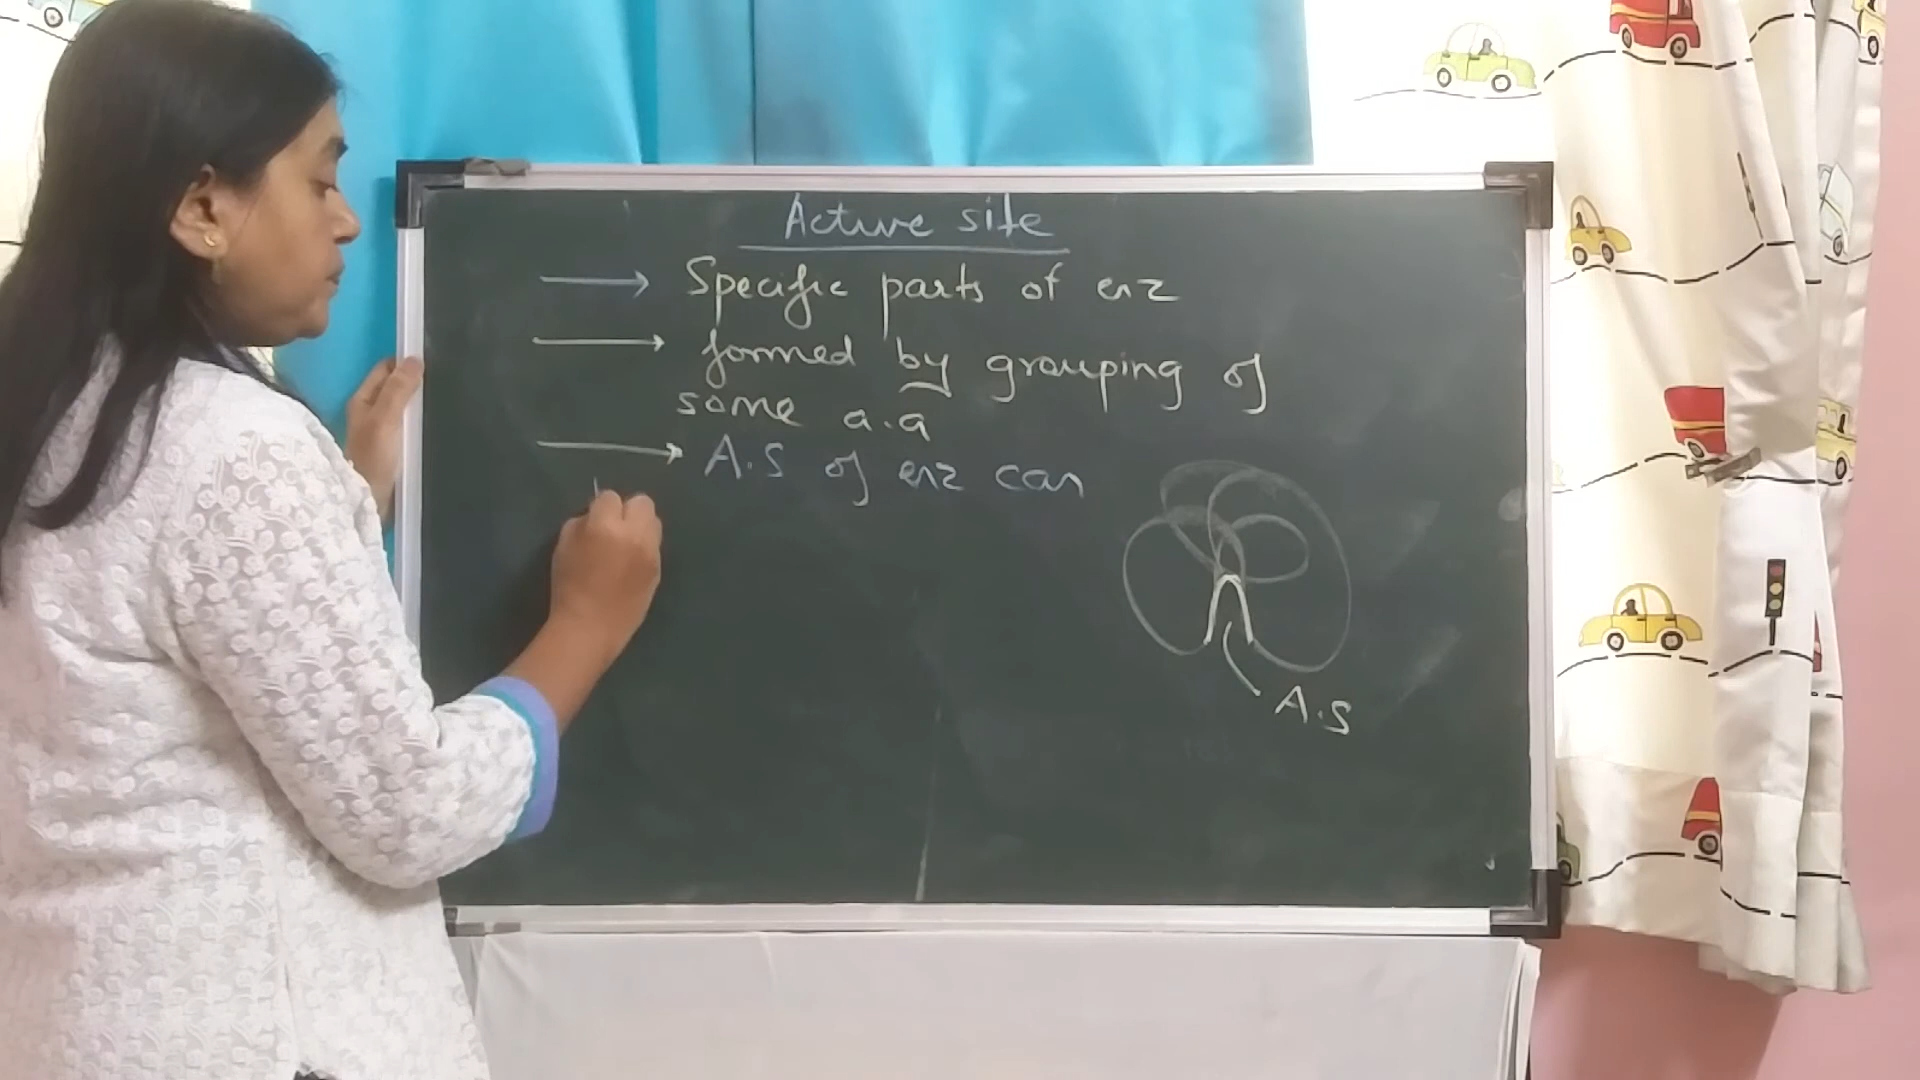 Active site
→ Specific parts of enz
→ formed by grouping of
some a.a
→ A.S of enz can
A.S